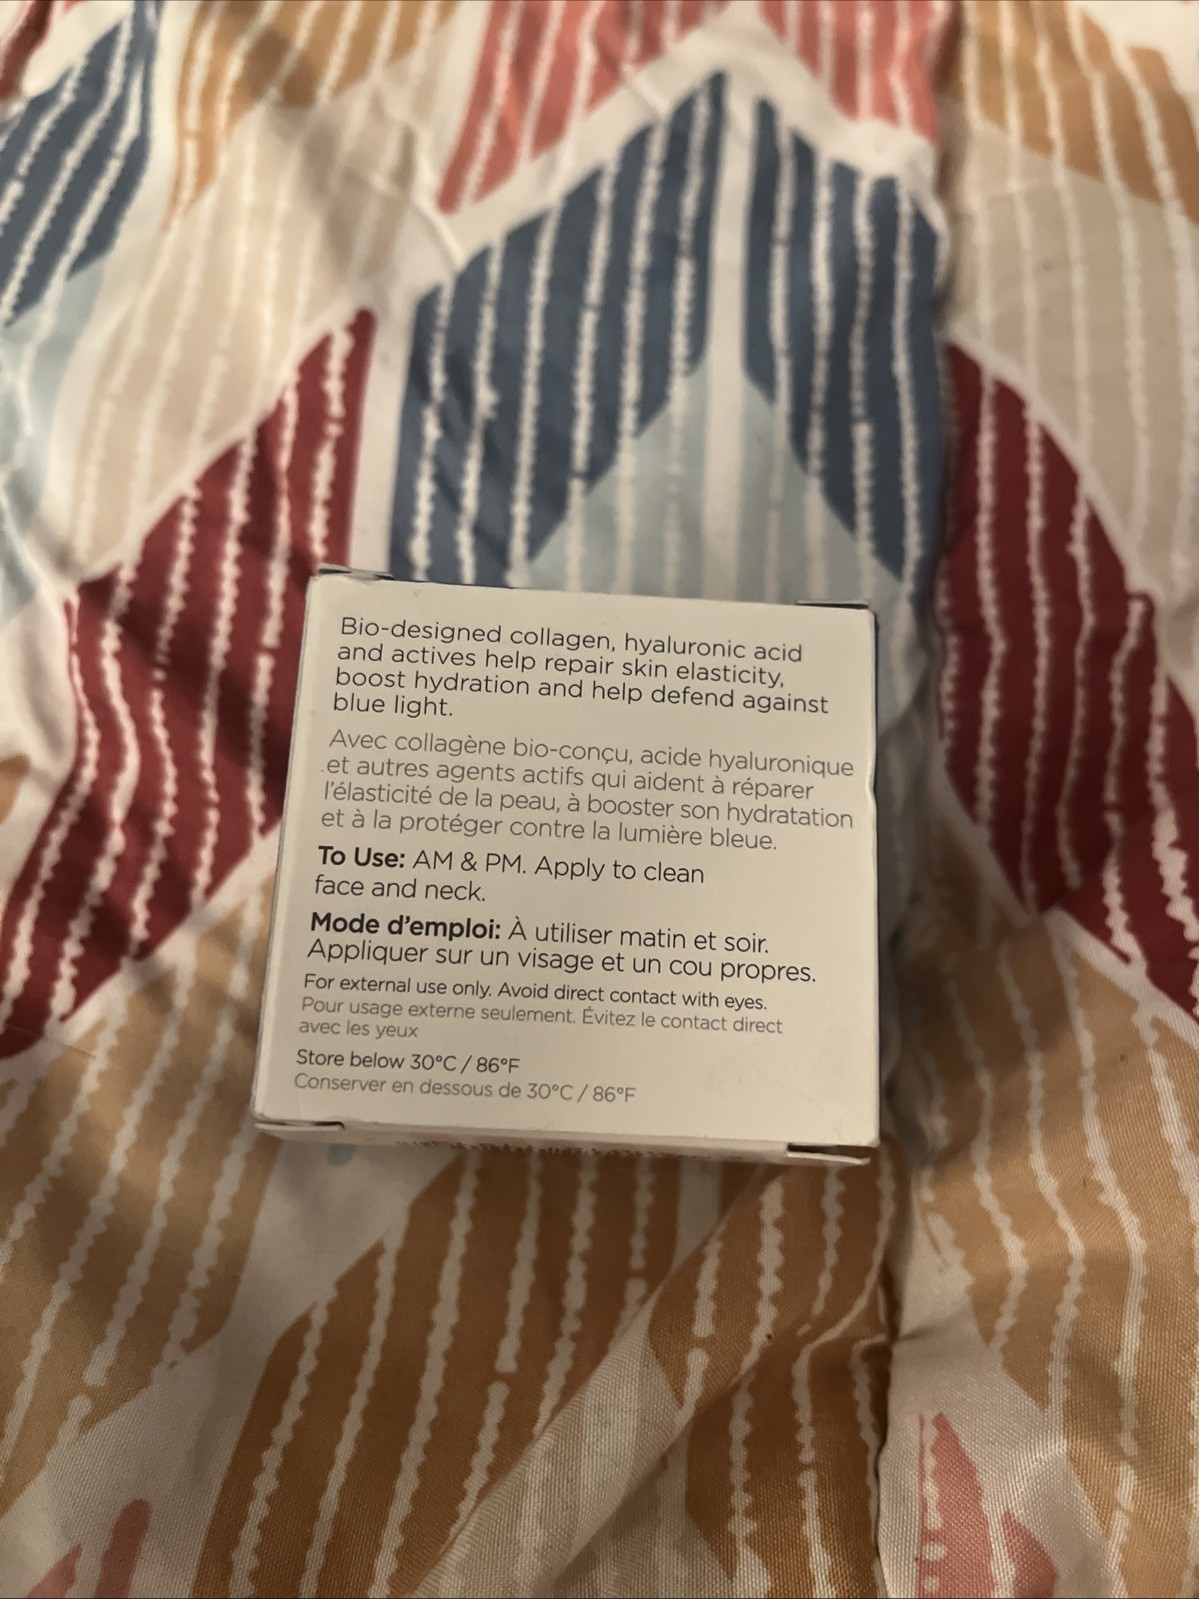 Bio-designed collagen, hyaluronic acid
and actives help repair skin elasticity,
boost hydration and help defend against
blue light.
Avec collagène bio-conçu, acide hyaluronique
et autres agents actifs qui aident à réparer
l'élasticité de la peau, à booster son hydratation
et à la protéger contre la lumière bleue.
To Use: AM & PM. Apply to clean
face and neck.
Mode d'emploi: À utiliser matin et soir.
Appliquer sur un visage et un cou propres.
For external use only. Avoid direct contact with eyes.
Pour usage externe seulement. Évitez le contact direct
avec les yeux
Store below 30°C / 86°F
Conserver en dessous de 30°C / 86°F